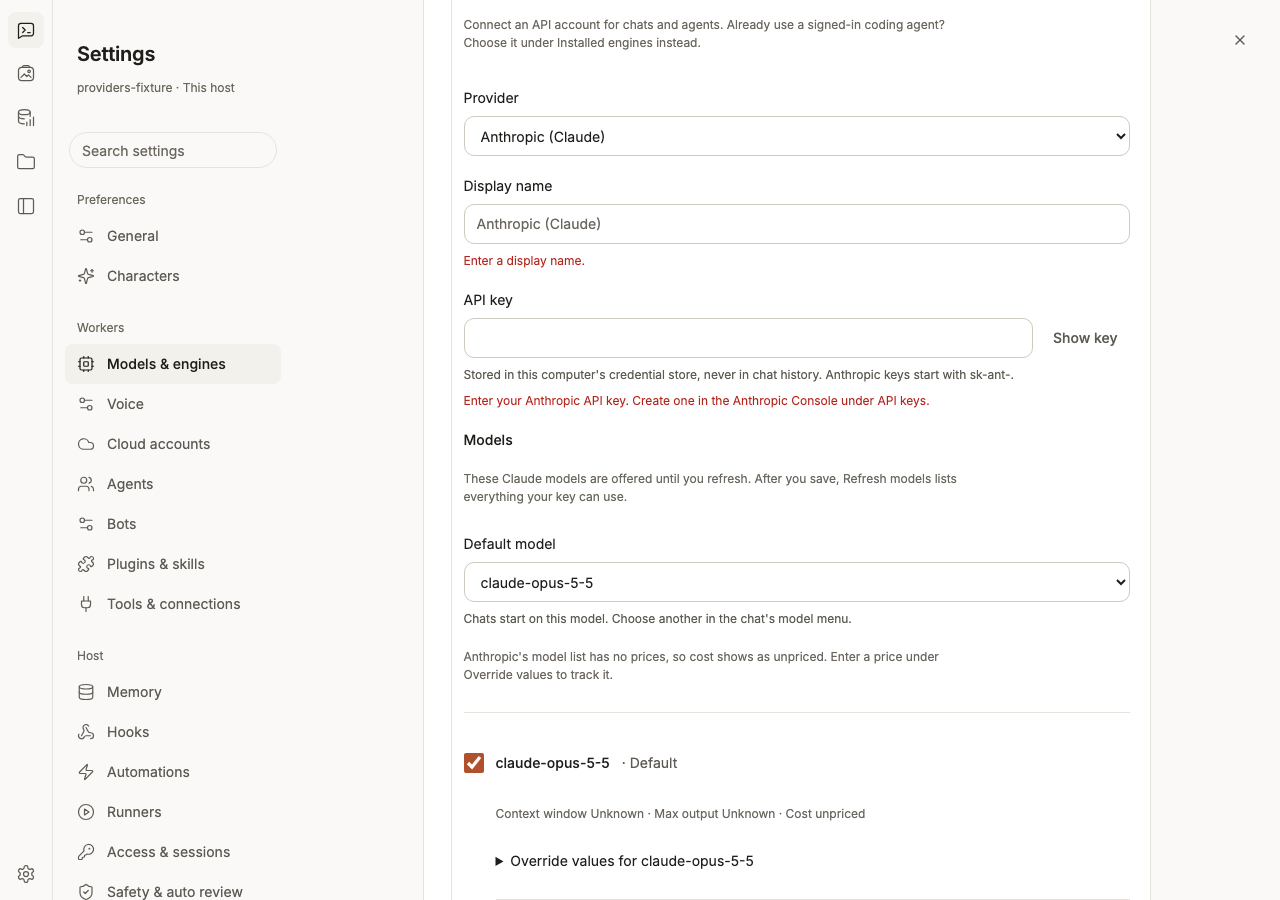 Settings
providers-fixture · This host
Search settings
Preferences
General
Characters
Workers
Models & engines
Voice
Cloud accounts
Agents
Bots
Plugins & skills
Tools & connections
Host
Memory
Hooks
Automations
Runners
Access & sessions
Safety & auto review
Connect an API account for chats and agents. Already use a signed-in coding agent?
Choose it under Installed engines instead.
Provider
Anthropic (Claude)
Display name
Anthropic (Claude)
Enter a display name.
API key
Show key
Stored in this computer's credential store, never in chat history. Anthropic keys start with sk-ant-.
Enter your Anthropic API key. Create one in the Anthropic Console under API keys.
Models
These Claude models are offered until you refresh. After you save, Refresh models lists
everything your key can use.
Default model
claude-opus-5-5
Chats start on this model. Choose another in the chat's model menu.
Anthropic's model list has no prices, so cost shows as unpriced. Enter a price under
Override values to track it.
claude-opus-5-5 · Default
Context window Unknown · Max output Unknown · Cost unpriced
Override values for claude-opus-5-5